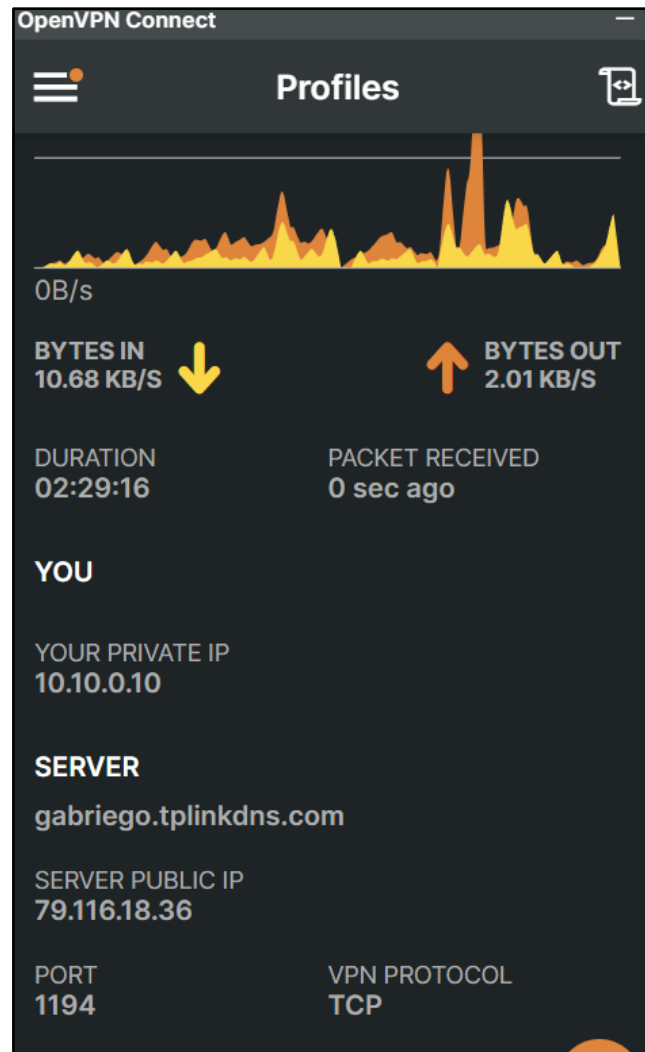 OpenVPN Connect
Profiles
0B/s
BYTES IN
10.68 KB/S
BYTES OUT
2.01 KB/S
DURATION
02:29:16
PACKET RECEIVED
0 sec ago
YOU
YOUR PRIVATE IP
10.10.0.10
SERVER
gabriego.tplinkdns.com
SERVER PUBLIC IP
79.116.18.36
PORT
1194
VPN PROTOCOL
TCP